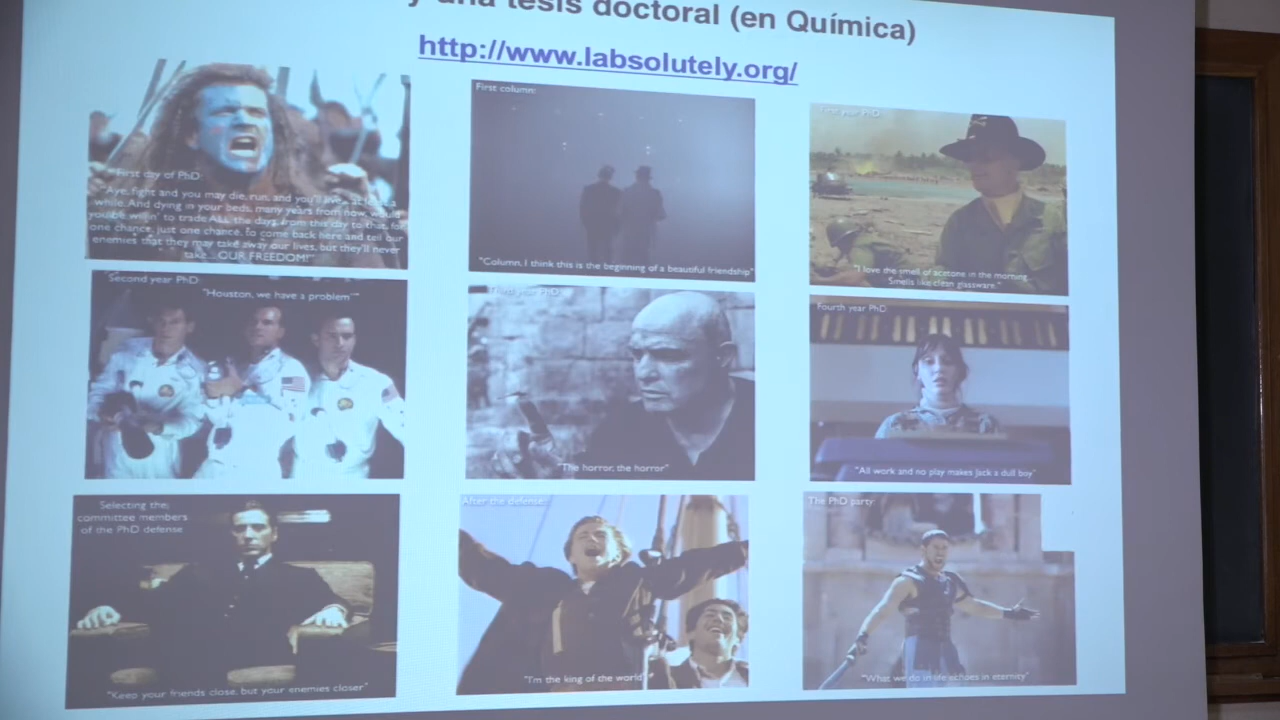 y una tesis doctoral (en Química)
http://www.labsolutely.org/
First day of PhD:
"Aye, fight and you may die, run, and you'll live... at least a
while. And dying in your beds, many years from now, would
you be willin' to trade ALL the days, from this day to that, for
one chance, just one chance, to come back here and tell our
enemies that they may take away our lives, but they'll never
take... OUR FREEDOM!"
First column:
"Column, I think this is the beginning of a beautiful friendship"
First year PhD:
"I love the smell of acetone in the morning.
Smells like clean glassware."
Second year PhD
"Houston, we have a problem"
Third year PhD:
"The horror, the horror"
Fourth year PhD
"All work and no play makes Jack a dull boy"
Selecting the
committee members
of the PhD defense
"Keep your friends close, but your enemies closer"
After the defense:
"I'm the king of the world"
The PhD party
"What we do in life echoes in eternity"